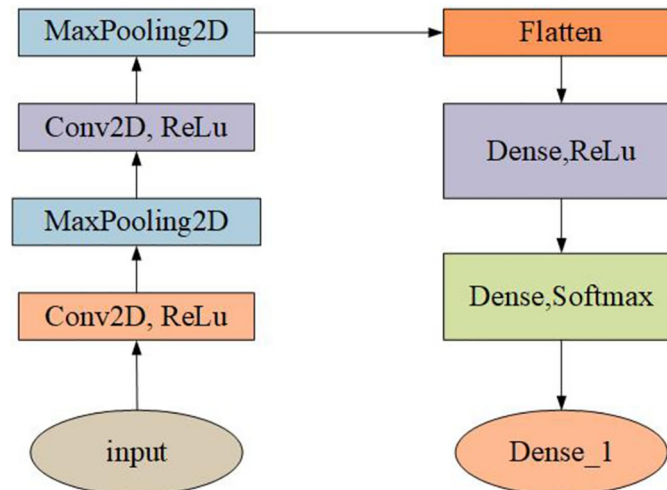 MaxPooling2D
Flatten
Conv2D, ReLu
Dense,ReLu
MaxPooling2D
Dense,Softmax
Conv2D, ReLu
input
Dense_1